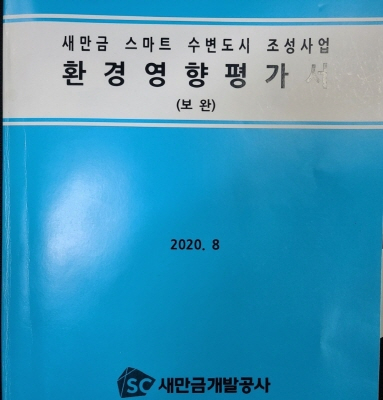 새만금 스마트 수변도시 조성사업
환경영향평가서
(보완)
2020. 8
SC 새만금개발공사